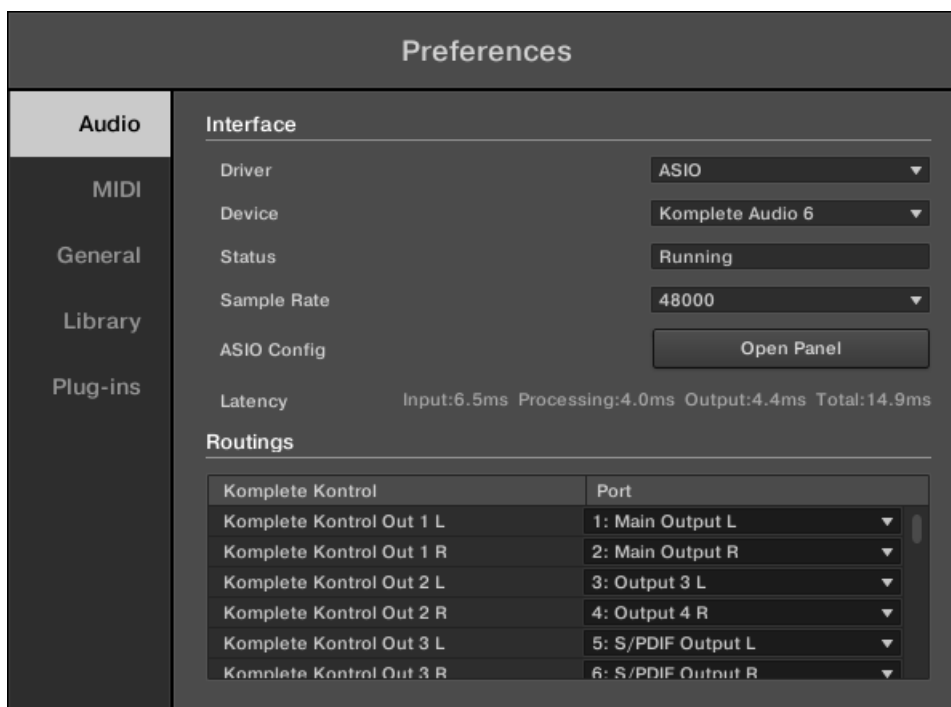 Preferences
Audio
MIDI
General
Library
Plug-ins
Interface
Driver ASIO
Device Komplete Audio 6
Status Running
Sample Rate 48000
ASIO Config Open Panel
Latency Input:6.5ms Processing:4.0ms Output:4.4ms Total:14.9ms
Routings
Komplete Kontrol Port
Komplete Kontrol Out 1 L 1: Main Output L
Komplete Kontrol Out 1 R 2: Main Output R
Komplete Kontrol Out 2 L 3: Output 3 L
Komplete Kontrol Out 2 R 4: Output 4 R
Komplete Kontrol Out 3 L 5: S/PDIF Output L
Komplete Kontrol Out 3 R 6: S/PDIF Output R